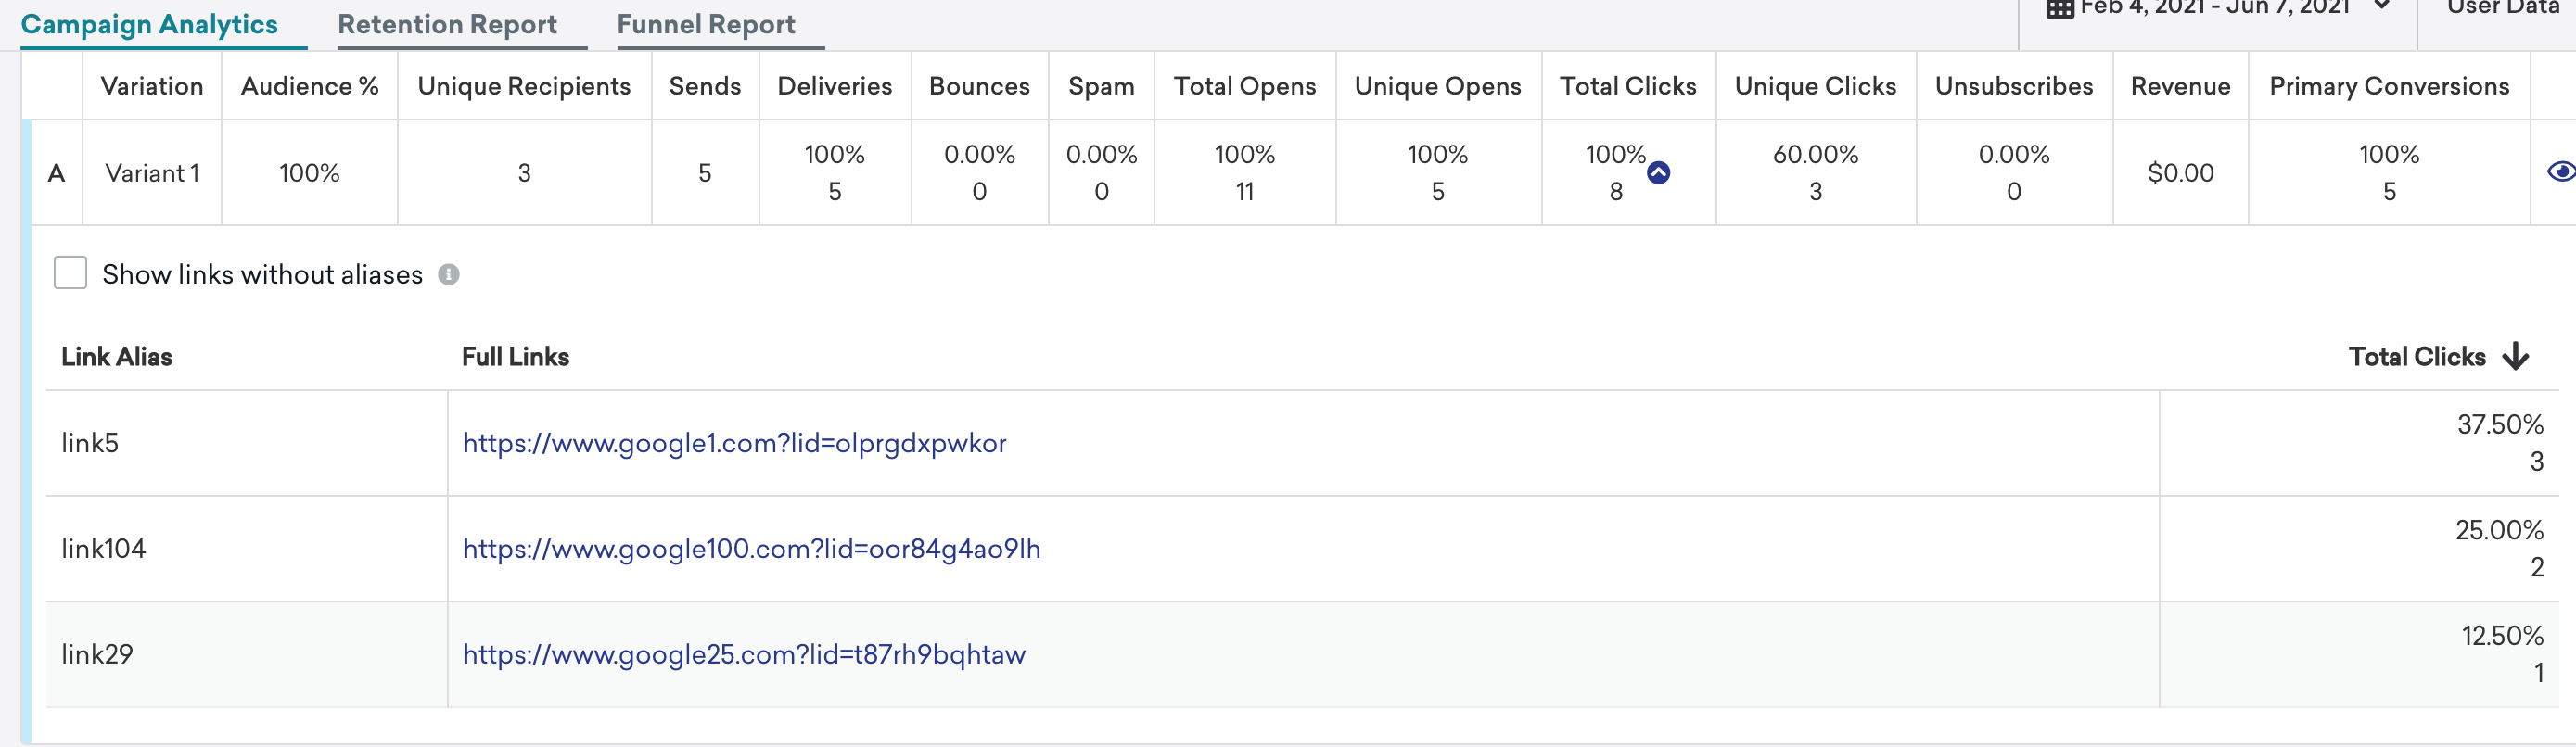 Campaign Analytics Retention Report Funnel Report Feb 4, 2021 - Jun 7, 2021 User Data
Variation Audience % Unique Recipients Sends Deliveries Bounces Spam Total Opens Unique Opens Total Clicks Unique Clicks Unsubscribes Revenue Primary Conversions
100% 0.00% 0.00% 100% 100% 100% 60.00% 0.00% 100%
A Variant 1 100% 3 5 $0.00
5 0 0 11 5 8 3 0 5
Show links without aliases
Link Alias Full Links Total Clicks
37.50%
link5 https://www.google1.com?lid=olprgdxpwkor
3
25.00%
link104 https://www.google100.com?lid=oor84g4ao9lh
2
12.50%
link29 https://www.google25.com?lid=t87rh9bqhtaw
1